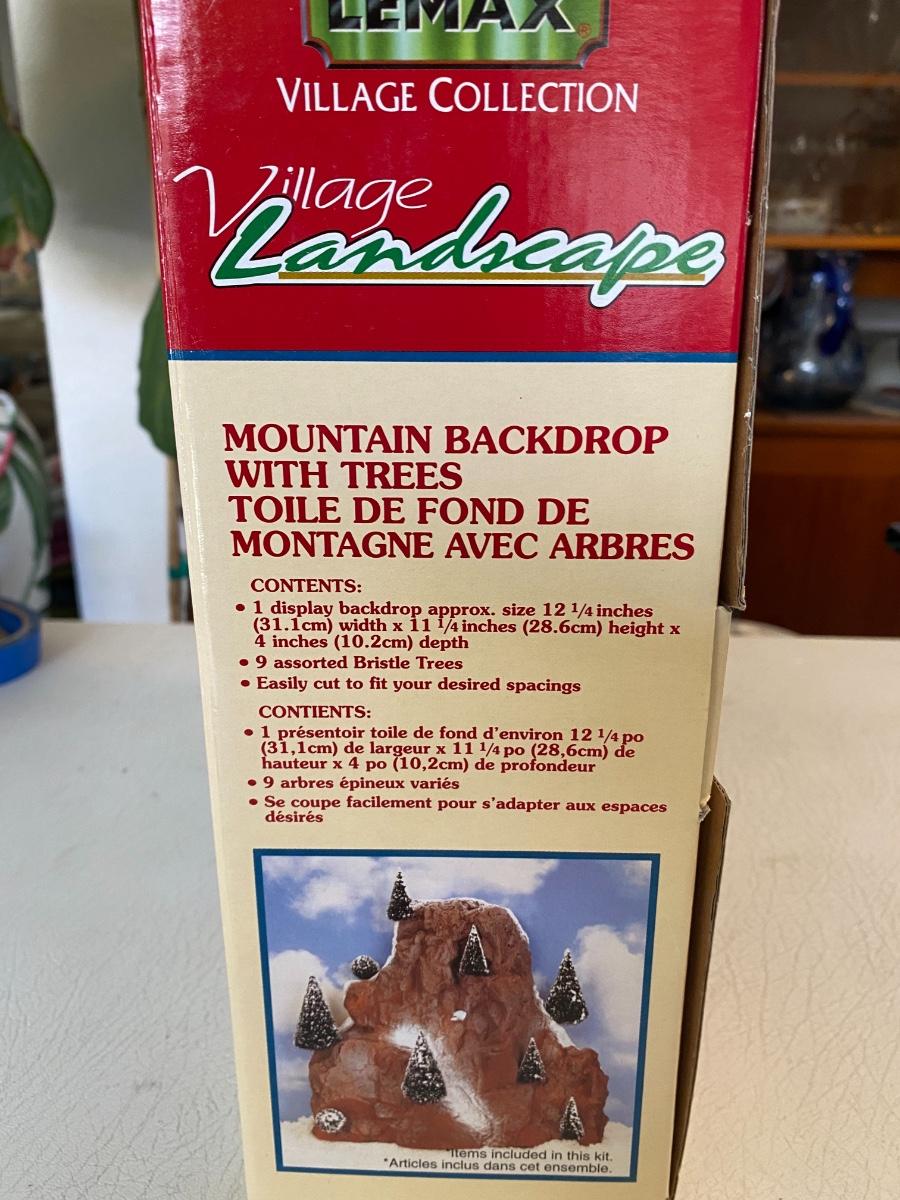 LEMAX®
VILLAGE COLLECTION
Village
Landscape
MOUNTAIN BACKDROP
WITH TREES
TOILE DE FOND DE
MONTAGNE AVEC ARBRES
CONTENTS:
• 1 display backdrop approx. size 12 1/4 inches
(31.1cm) width x 11 1/4 inches (28.6cm) height x
4 inches (10.2cm) depth
• 9 assorted Bristle Trees
• Easily cut to fit your desired spacings
CONTIENTS:
• 1 présentoir toile de fond d'environ 12 1/4 po
(31,1cm) de largeur x 11 1/4 po (28,6cm) de
hauteur x 4 po (10,2cm) de profondeur
• 9 arbres épineux variés
• Se coupe facilement pour s'adapter aux espaces
désirés
*Items included in this kit.
*Articles inclus dans cet ensemble.